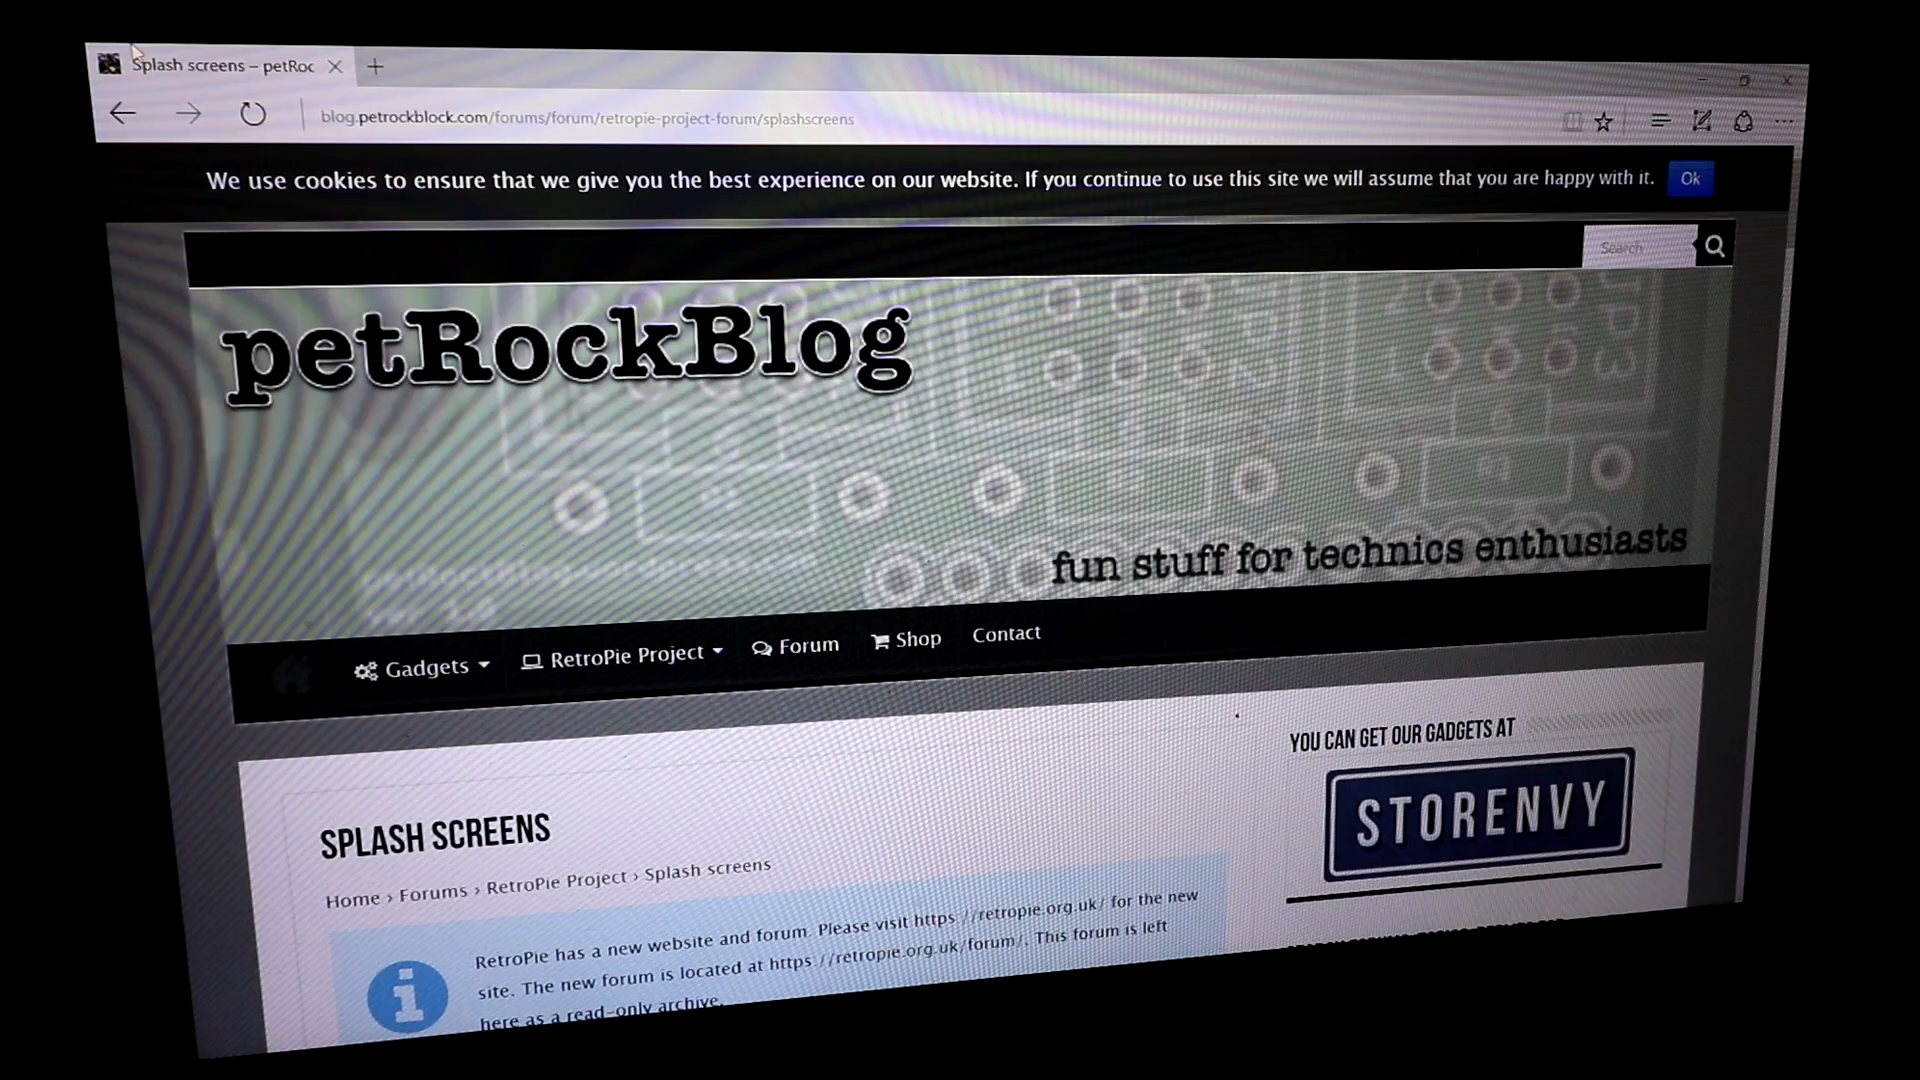 Splash screens – petRoc
blog.petrockblock.com/forums/forum/retropie-project-forum/splashscreens
We use cookies to ensure that we give you the best experience on our website. If you continue to use this site we will assume that you are happy with it. Ok
Search
petRockBlog
JP3
fun stuff for technics enthusiasts
Gadgets RetroPie Project Forum Shop Contact
YOU CAN GET OUR GADGETS AT
STORENVY
SPLASH SCREENS
Home › Forums › RetroPie Project › Splash screens
RetroPie has a new website and forum. Please visit https://retropie.org.uk/ for the new
site. The new forum is located at https://retropie.org.uk/forum/. This forum is left
here as a read-only archive.